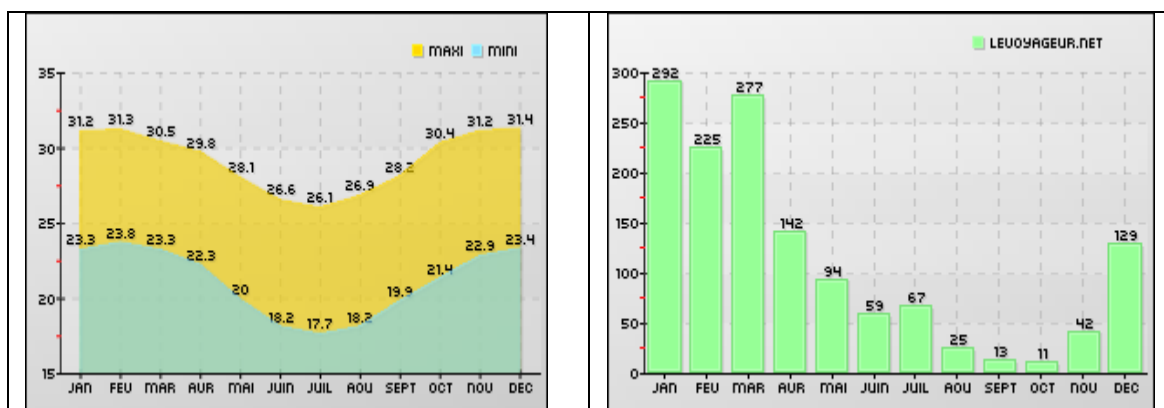 MAXI MINI
35
31.2 31.3 30.5 29.8 28.1 26.6 26.1 26.9 28.2 30.4 31.2 31.4
30
25
23.3 23.8 23.3 22.3 20 18.2 17.7 18.2 19.9 21.4 22.9 23.4
20
15
JAN FEV MAR AVR MAI JUIN JUIL AOU SEPT OCT NOV DEC
LEVOYAGEUR.NET
300
292 225 277 142 94 59 67 25 13 11 42 129
250
200
150
100
50
0
JAN FEV MAR AVR MAI JUIN JUIL AOU SEPT OCT NOV DEC